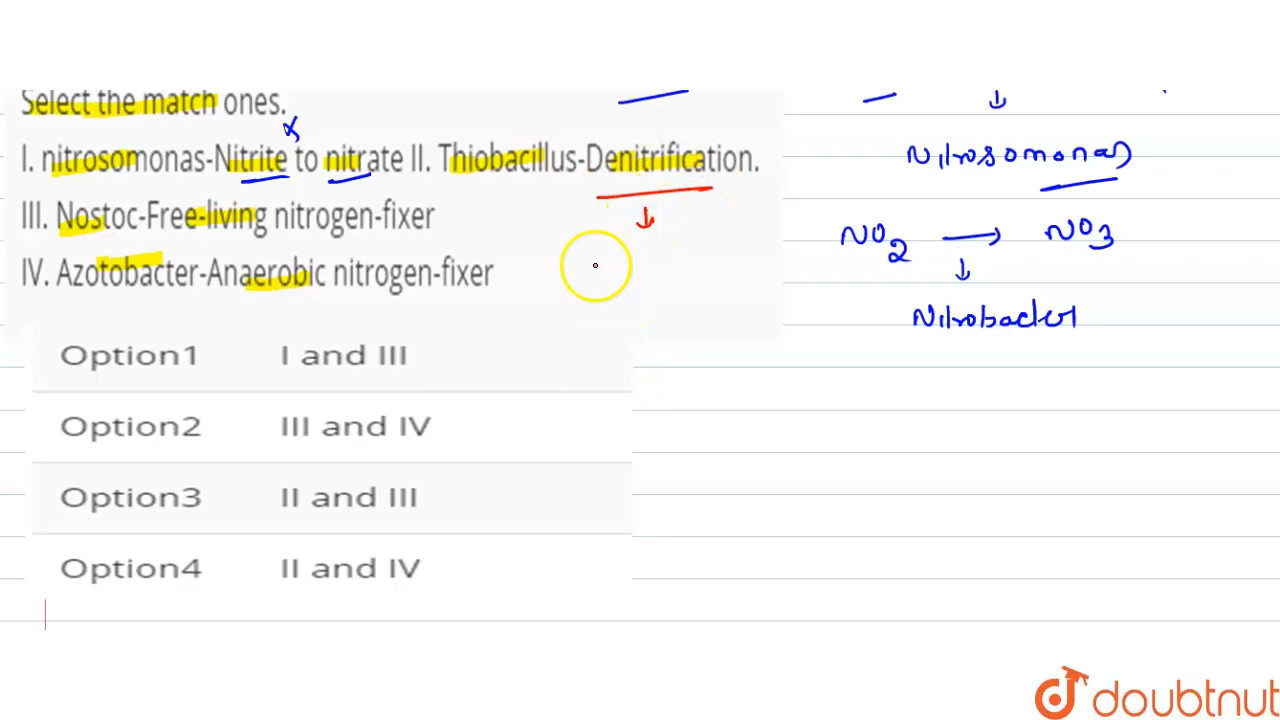 Select the match ones.
I. nitrosomonas-Nitrite to nitrate II. Thiobacillus-Denitrification.
III. Nostoc-Free-living nitrogen-fixer
IV. Azotobacter-Anaerobic nitrogen-fixer
Option1 I and III
Option2 III and IV
Option3 II and III
Option4 II and IV
Nitrosomonas
NO2 → NO3
↓
Nitrobacter
doubtnut